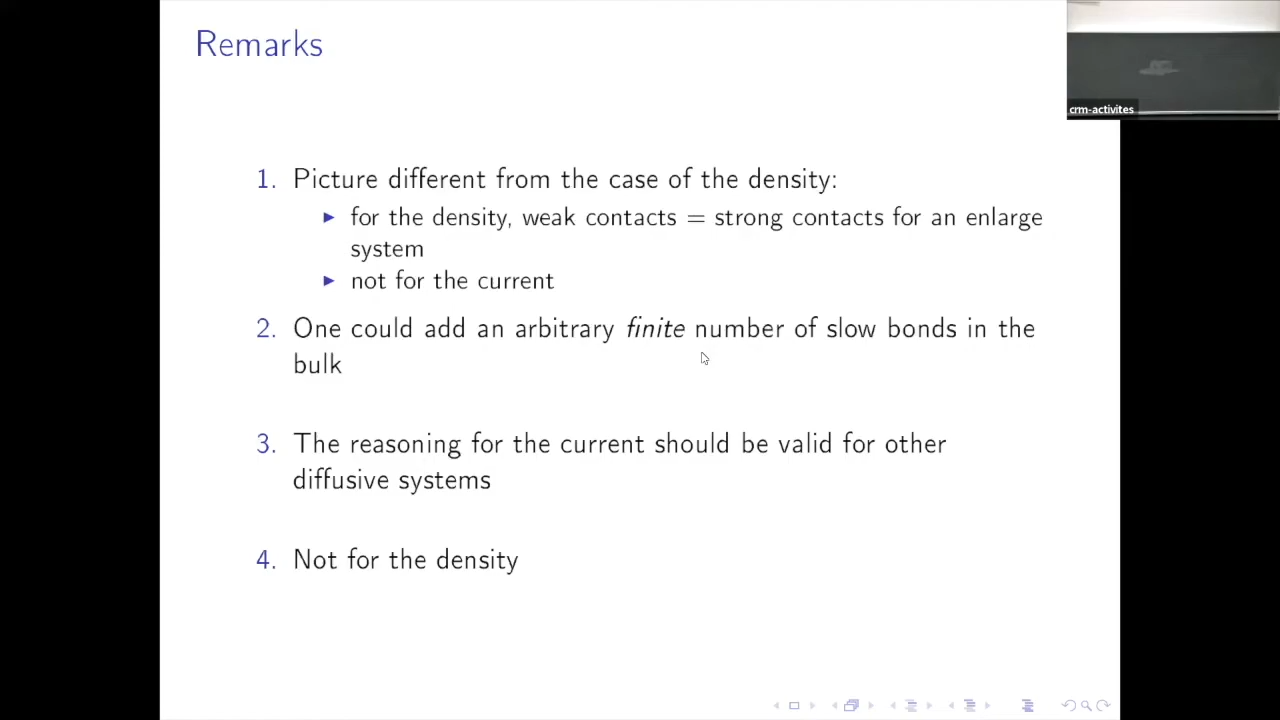 Remarks
crm-activites
1. Picture different from the case of the density:
▶ for the density, weak contacts = strong contacts for an enlarge
system
▶ not for the current
2. One could add an arbitrary finite number of slow bonds in the
bulk
3. The reasoning for the current should be valid for other
diffusive systems
4. Not for the density